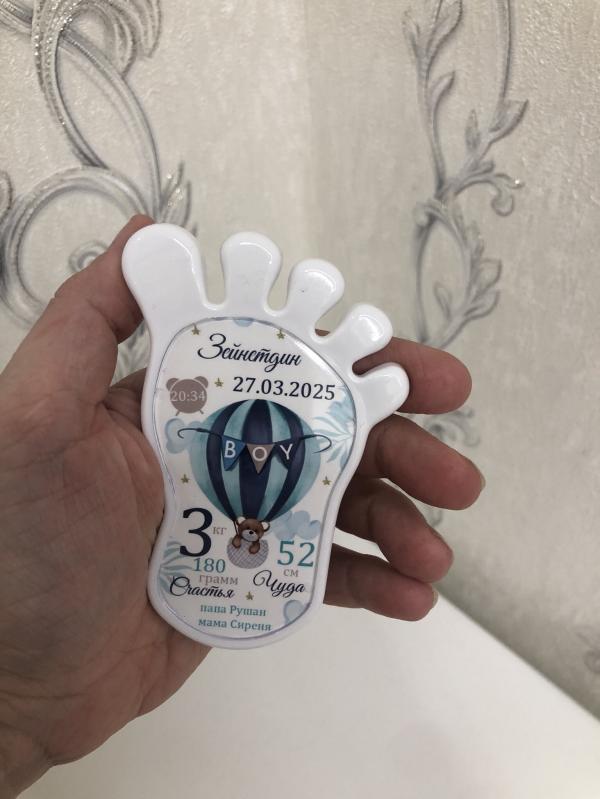 Зейнетдин
27.03.2025
20:34
BOY
3 кг
180
грамм
Счастья
52
см
Чуда
папа Рушан
мама Сиреня